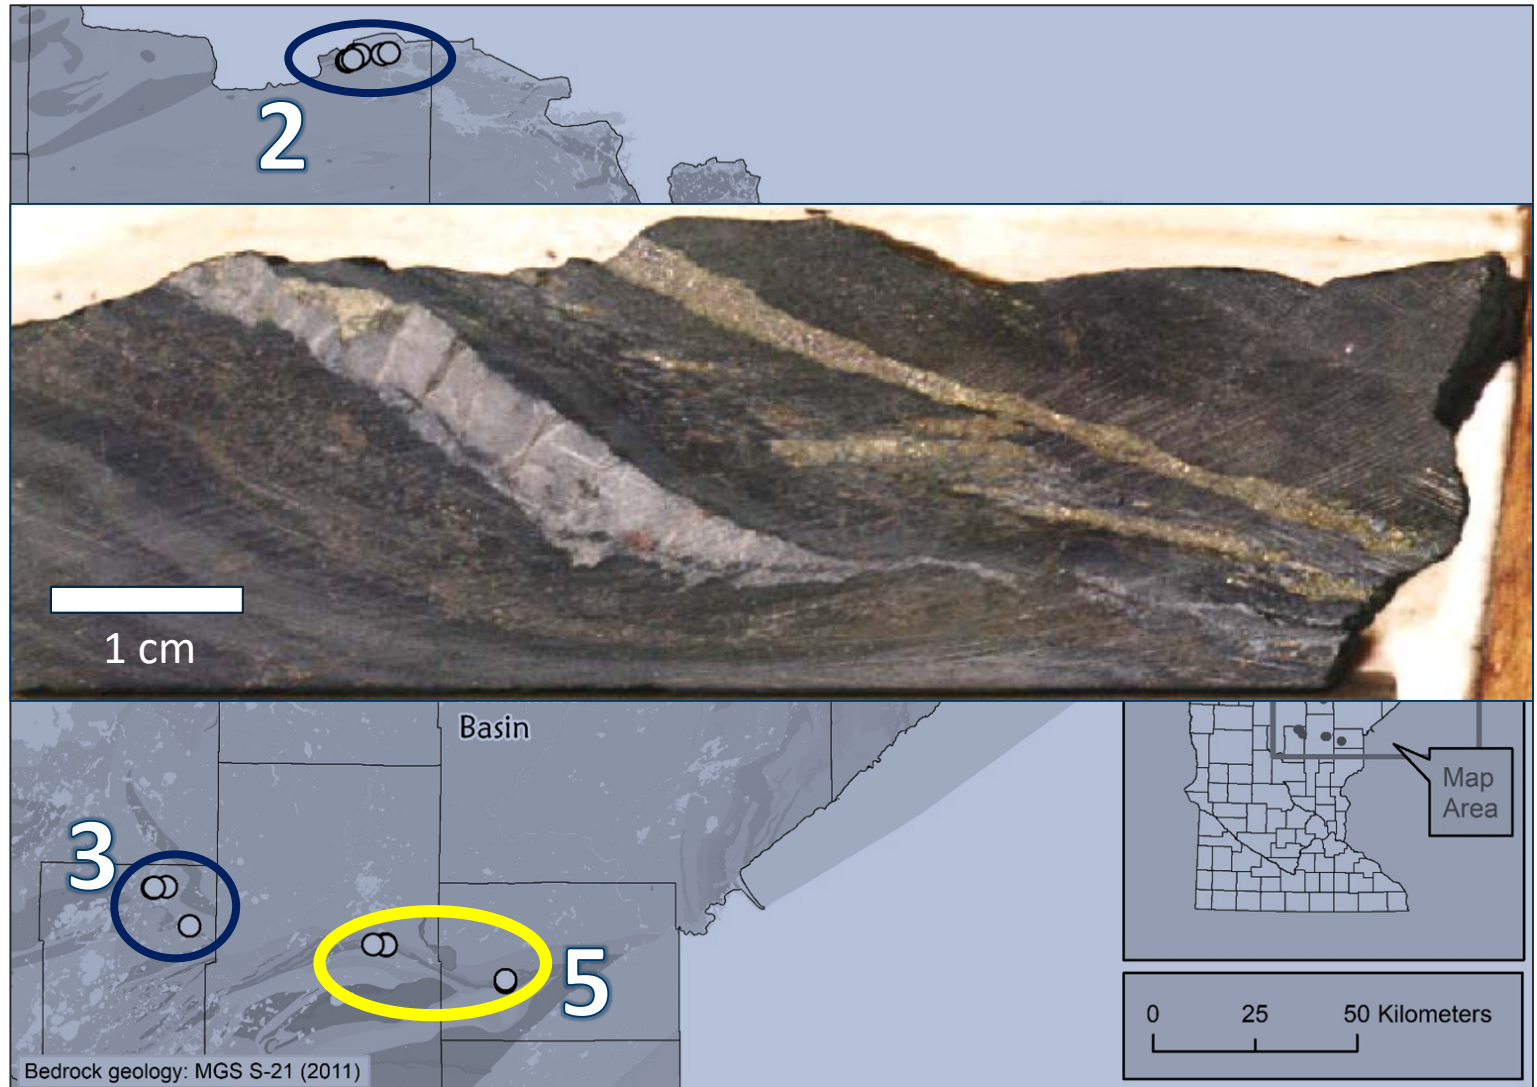 2
1 cm
Basin
3
5
Map
Area
0 25 50 Kilometers
Bedrock geology: MGS S-21 (2011)